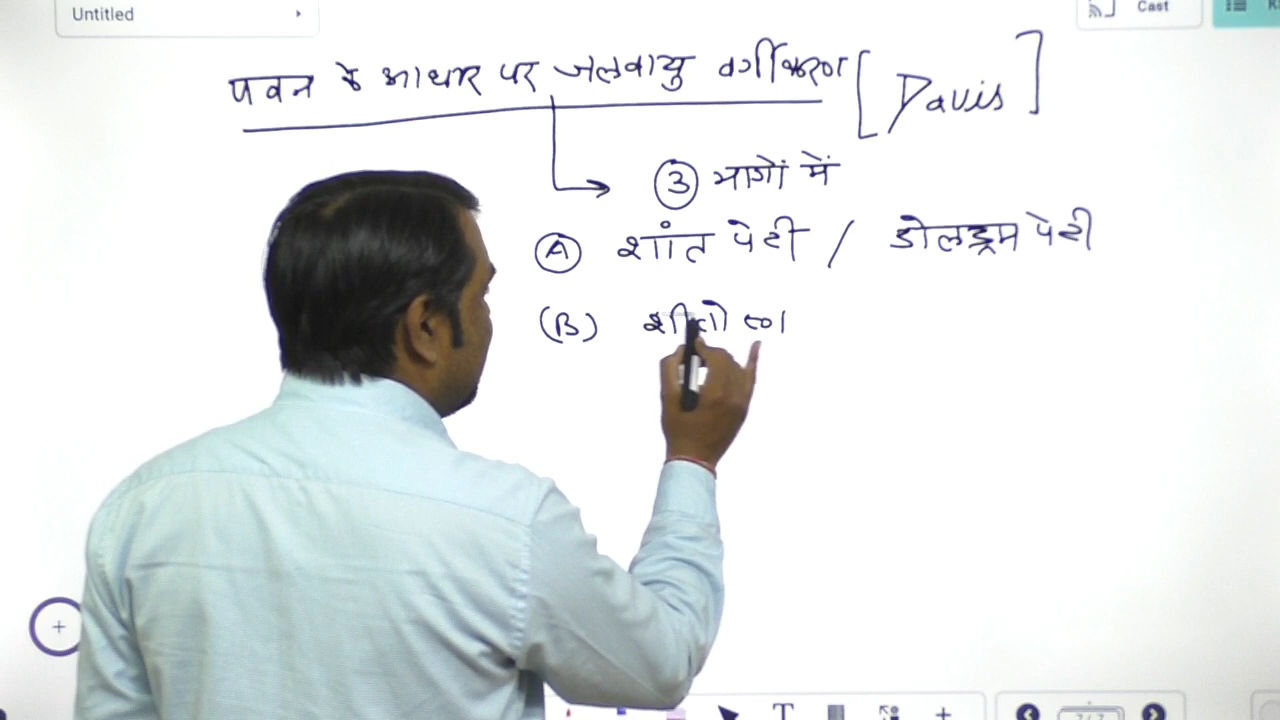 Untitled
Cast
पवन के आधार पर जलवायु वर्गीकरण [Davis]
③ भागों में
Ⓐ शांत पेटी / डोलड्रम पेटी
(B) शीतोष्ण
T